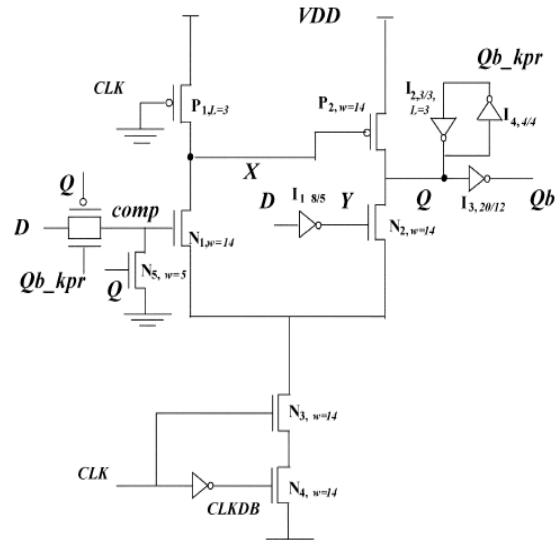 VDD
Qb_kpr
CLK
P1,L=3
P2,w=14
I2,3/3,
L=3
I4,4/4
X
Q
comp
D
I1 8/5
Y
Q
Qb
D
N1,w=14
N2,w=14
I3,20/12
Qb_kpr
Q
N5, w=5
N3, w=14
CLK
CLKDB
N4, w=14